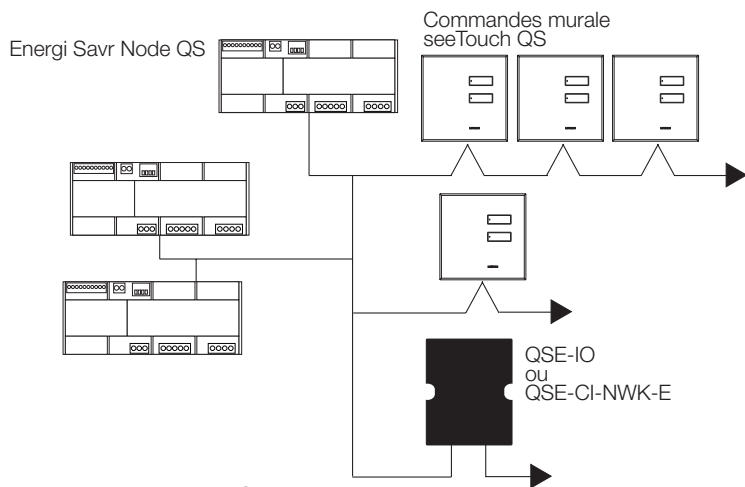 Energi Savr Node QS
Commandes murale
seeTouch QS
QSE-IO
ou
QSE-CI-NWK-E